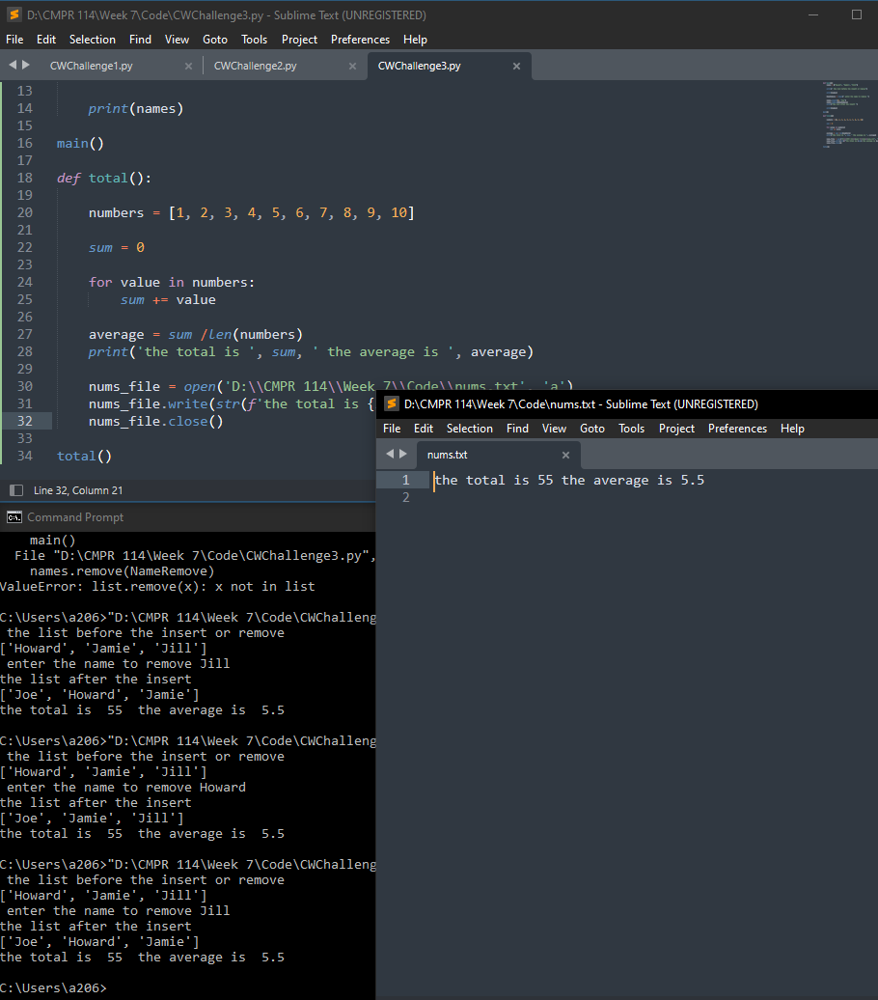 D:\CMPR 114\Week 7\Code\CWChallenge3.py - Sublime Text (UNREGISTERED)
File Edit Selection Find View Goto Tools Project Preferences Help
CWChallenge1.py × CWChallenge2.py × CWChallenge3.py ×
13
14 print(names)
15
16 main()
17
18 def total():
19
20 numbers = [1, 2, 3, 4, 5, 6, 7, 8, 9, 10]
21
22 sum = 0
23
24 for value in numbers:
25 sum += value
26
27 average = sum /len(numbers)
28 print('the total is ', sum, ' the average is ', average)
29
30 nums_file = open('D:\\CMPR 114\\Week 7\\Code\\nums.txt', 'a')
31 nums_file.write(str(f'the total is {
32 nums_file.close()
33
34 total()
Line 32, Column 21
D:\CMPR 114\Week 7\Code\nums.txt - Sublime Text (UNREGISTERED)
File Edit Selection Find View Goto Tools Project Preferences Help
nums.txt ×
1 the total is 55 the average is 5.5
2
C:\. Command Prompt
main()
File "D:\CMPR 114\Week 7\Code\CWChallenge3.py",
names.remove(NameRemove)
ValueError: list.remove(x): x not in list
C:\Users\a206>"D:\CMPR 114\Week 7\Code\CWChalleng
the list before the insert or remove
['Howard', 'Jamie', 'Jill']
enter the name to remove Jill
the list after the insert
['Joe', 'Howard', 'Jamie']
the total is  55  the average is  5.5
C:\Users\a206>"D:\CMPR 114\Week 7\Code\CWChalleng
the list before the insert or remove
['Howard', 'Jamie', 'Jill']
enter the name to remove Howard
the list after the insert
['Joe', 'Jamie', 'Jill']
the total is  55  the average is  5.5
C:\Users\a206>"D:\CMPR 114\Week 7\Code\CWChalleng
the list before the insert or remove
['Howard', 'Jamie', 'Jill']
enter the name to remove Jill
the list after the insert
['Joe', 'Howard', 'Jamie']
the total is  55  the average is  5.5
C:\Users\a206>